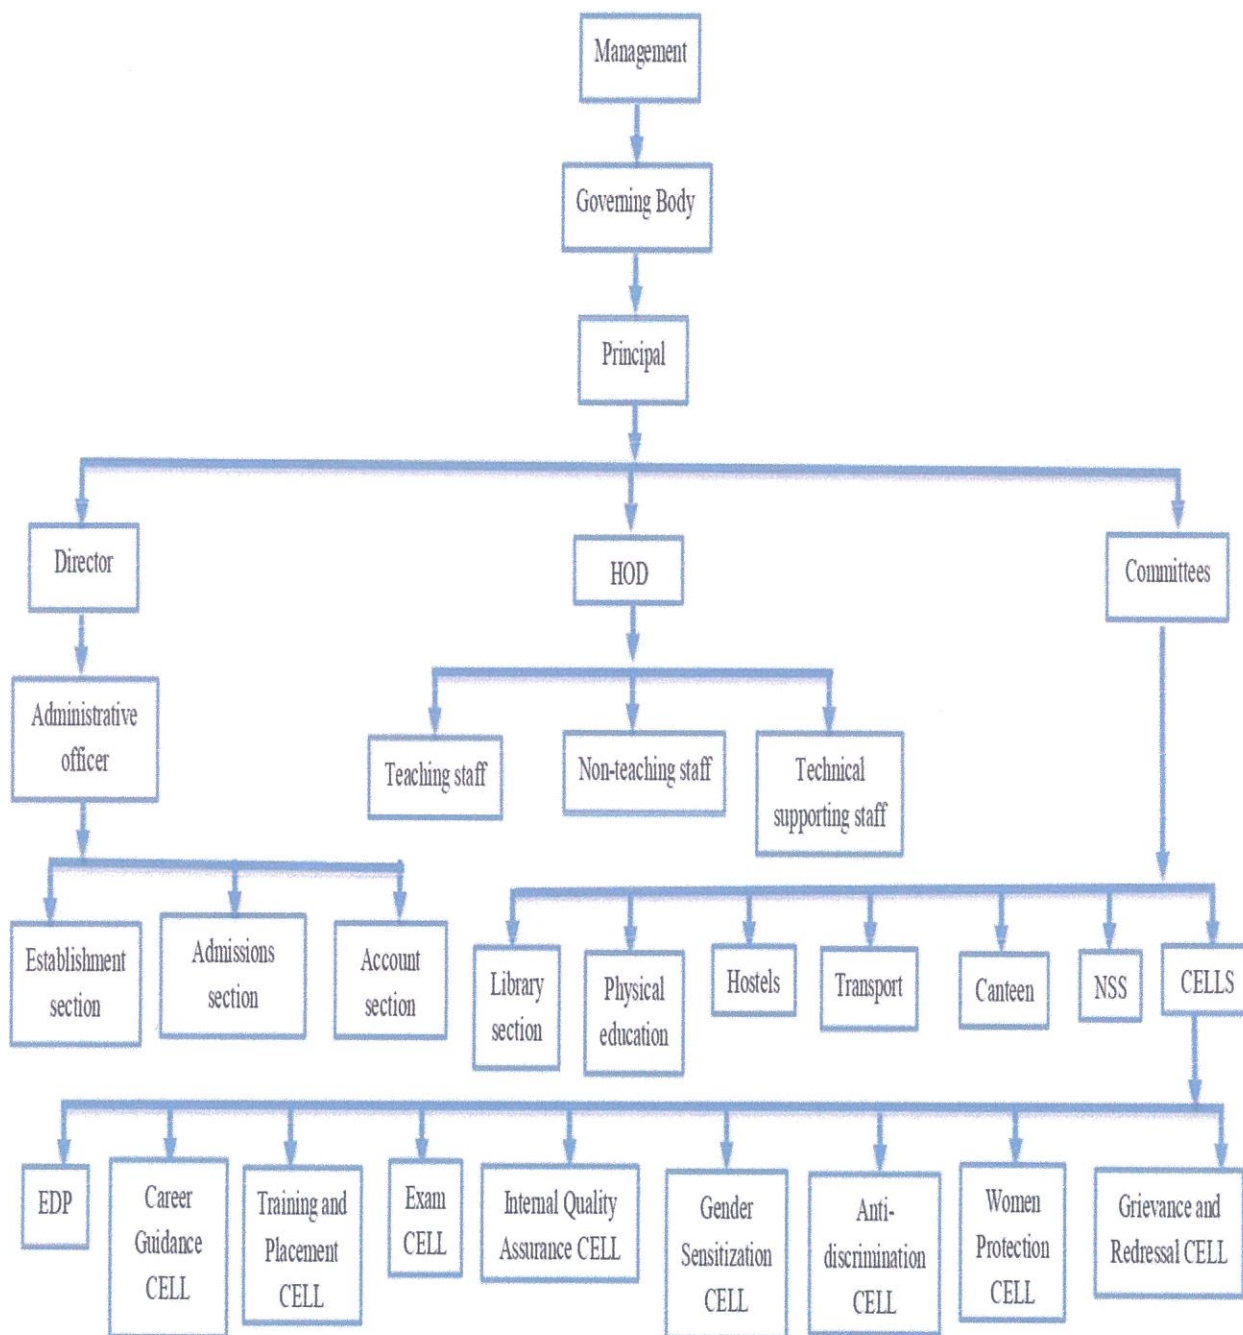 Management
Governing Body
Principal
Director
HOD
Committees
Administrative
officer
Teaching staff
Non-teaching staff
Technical
supporting staff
Establishment
section
Admissions
section
Account
section
Library
section
Physical
education
Hostels
Transport
Canteen
NSS
CELLS
EDP
Career
Guidance
CELL
Training and
Placement
CELL
Exam
CELL
Internal Quality
Assurance CELL
Gender
Sensitization
CELL
Anti-
discrimination
CELL
Women
Protection
CELL
Grievance and
Redressal CELL